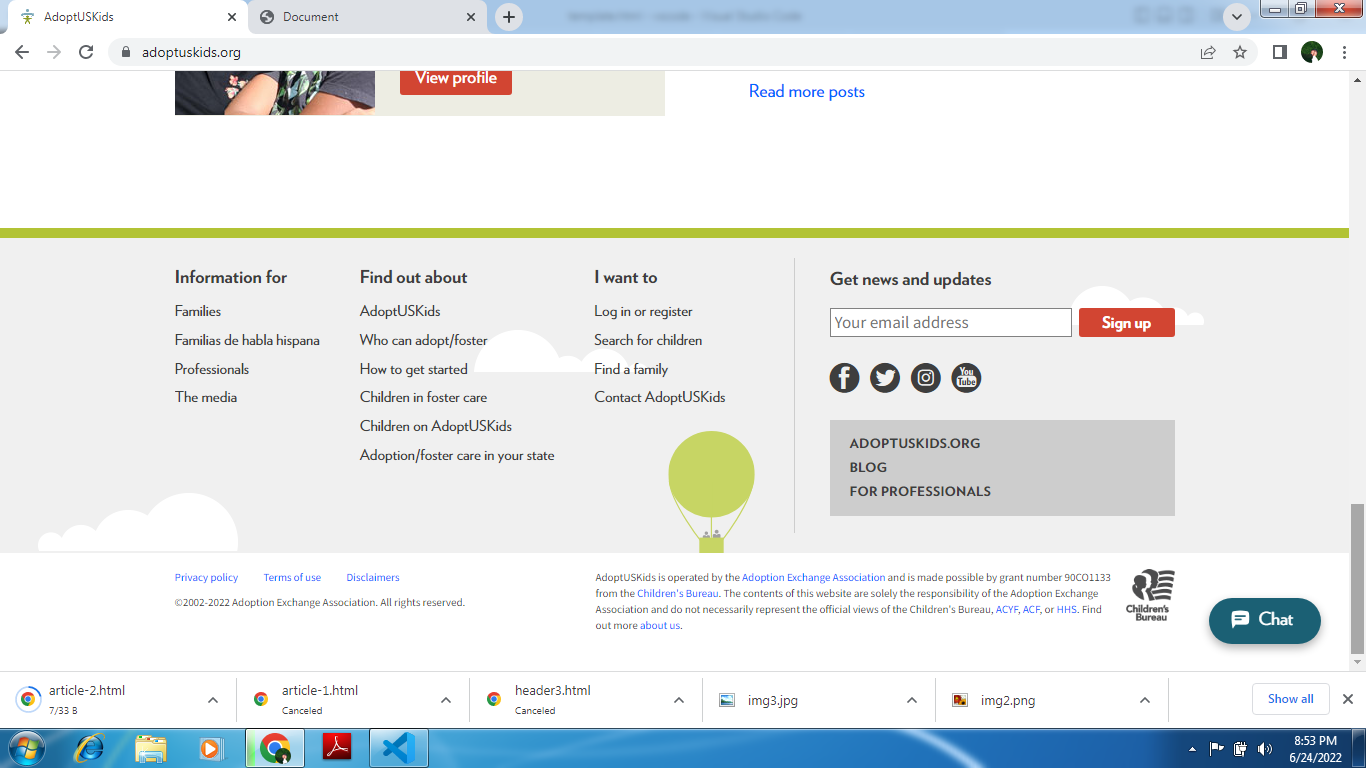 AdoptUSKids
Document
adoptuskids.org
View profile
Read more posts
Information for
Families
Familias de habla hispana
Professionals
The media
Find out about
AdoptUSKids
Who can adopt/foster
How to get started
Children in foster care
Children on AdoptUSKids
Adoption/foster care in your state
I want to
Log in or register
Search for children
Find a family
Contact AdoptUSKids
Get news and updates
Your email address
Sign up
You
Tube
ADOPTUSKIDS.ORG
BLOG
FOR PROFESSIONALS
Privacy policy Terms of use Disclaimers
©2002-2022 Adoption Exchange Association. All rights reserved.
AdoptUSKids is operated by the Adoption Exchange Association and is made possible by grant number 90CO1133
from the Children's Bureau. The contents of this website are solely the responsibility of the Adoption Exchange
Association and do not necessarily represent the official views of the Children's Bureau, ACYF, ACF, or HHS. Find
out more about us.
Children's
Bureau
Chat
article-2.html
7/33 B
article-1.html
Canceled
header3.html
Canceled
img3.jpg
img2.png
Show all
8:53 PM
6/24/2022